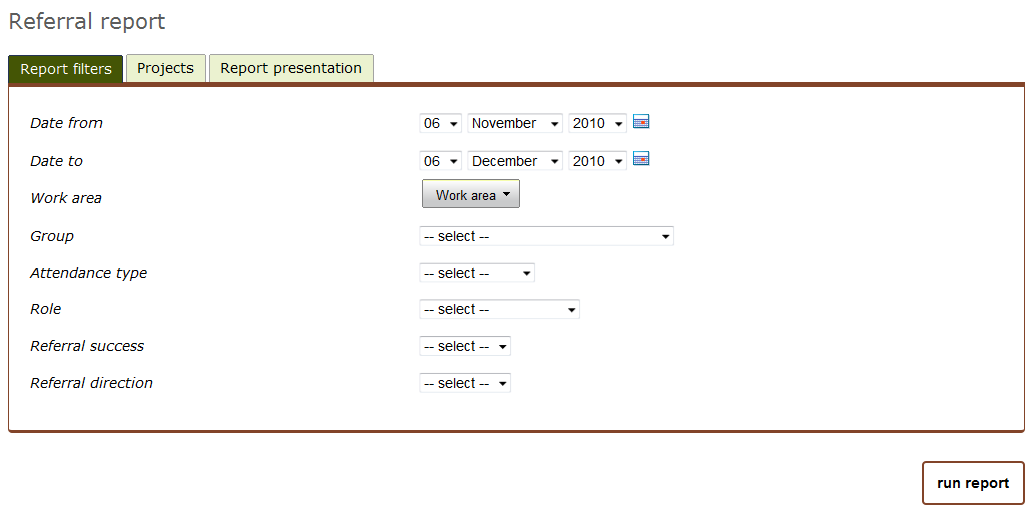 Referral report
Report filters Projects Report presentation
Date from 06 November 2010
Date to 06 December 2010
Work area Work area
Group -- select --
Attendance type -- select --
Role -- select --
Referral success -- select --
Referral direction -- select --
run report